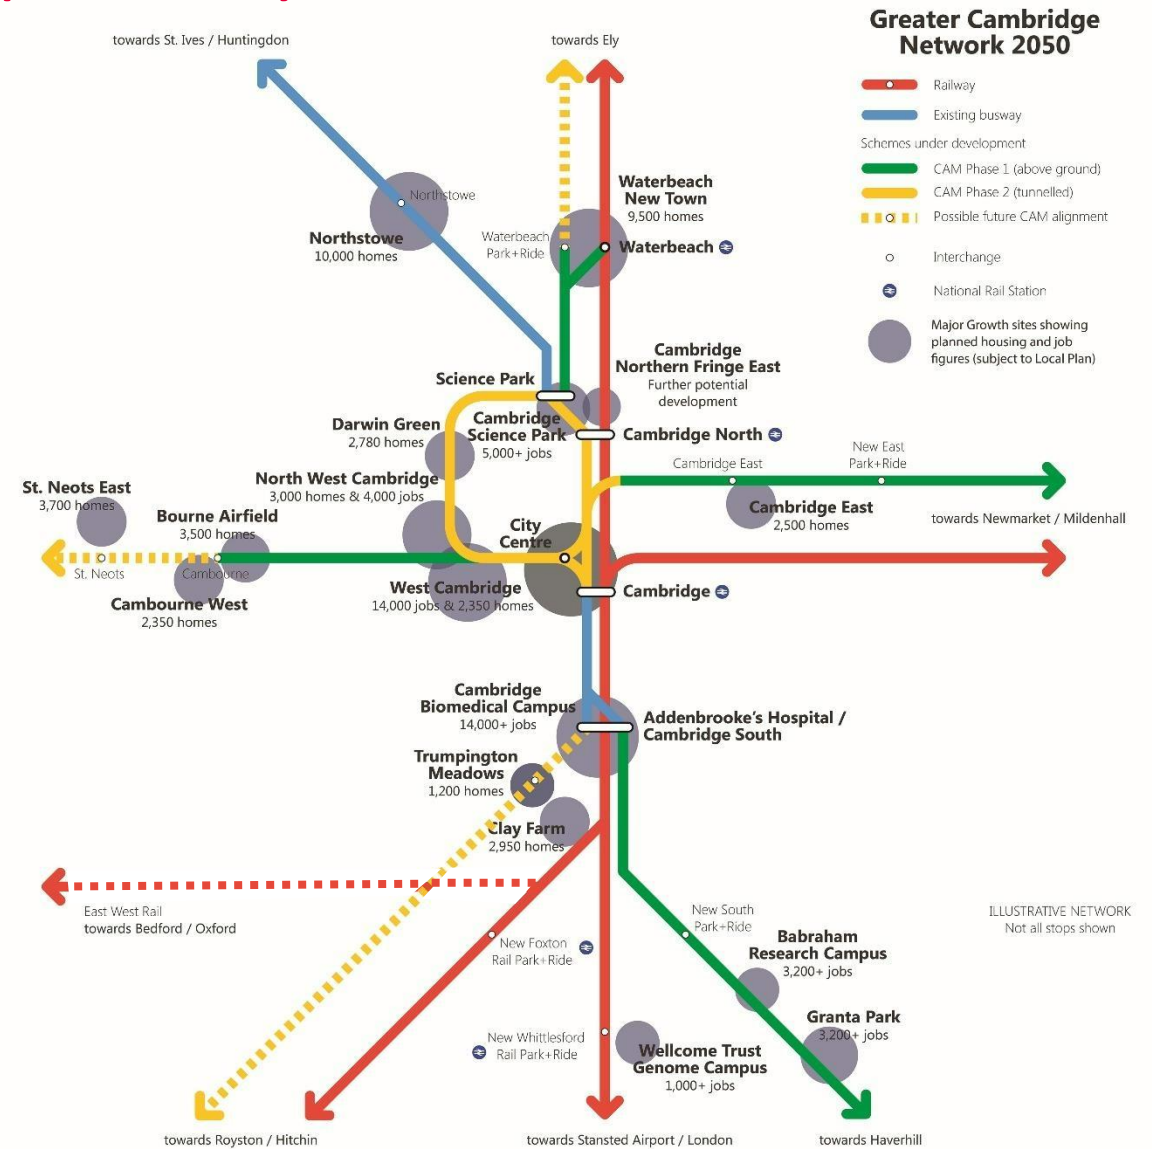 Greater Cambridge
Network 2050
Railway
Existing busway
Schemes under development
CAM Phase 1 (above ground)
CAM Phase 2 (tunnelled)
Possible future CAM alignment
Interchange
National Rail Station
Major Growth sites showing
planned housing and job
figures (subject to Local Plan)
towards St. Ives / Huntingdon
towards Ely
Northstowe
Northstowe
10,000 homes
Waterbeach
New Town
9,500 homes
Waterbeach
Park+Ride
Waterbeach
Cambridge
Northern Fringe East
Further potential
development
Science Park
Cambridge
Science Park
5,000+ jobs
Cambridge North
Darwin Green
2,780 homes
North West Cambridge
3,000 homes & 4,000 jobs
Cambridge East
New East
Park+Ride
Cambridge East
2,500 homes
towards Newmarket / Mildenhall
St. Neots East
3,700 homes
Bourne Airfield
3,500 homes
City
Centre
St. Neots
Cambourne
Cambourne West
2,350 homes
West Cambridge
14,000 jobs & 2,350 homes
Cambridge
Cambridge
Biomedical Campus
14,000+ jobs
Addenbrooke's Hospital /
Cambridge South
Trumpington
Meadows
1,200 homes
Clay Farm
2,950 homes
East West Rail
towards Bedford / Oxford
New Foxton
Rail Park+Ride
New South
Park+Ride
ILLUSTRATIVE NETWORK
Not all stops shown
Babraham
Research Campus
3,200+ jobs
Granta Park
3,200+ jobs
New Whittlesford
Rail Park+Ride
Wellcome Trust
Genome Campus
1,000+ jobs
towards Royston / Hitchin
towards Stansted Airport / London
towards Haverhill